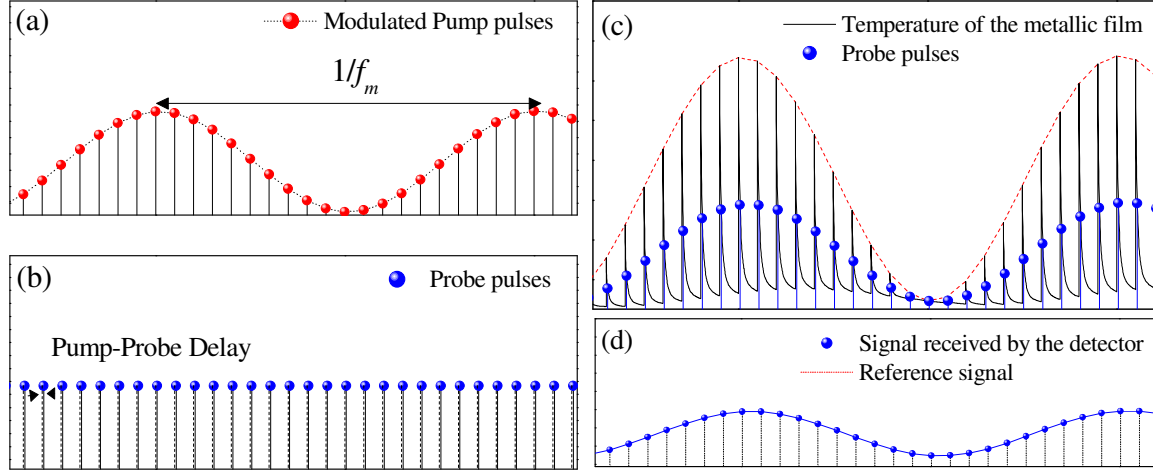 (a)
Modulated Pump pulses
1/f_m
(b)
Probe pulses
Pump-Probe Delay
(c)
Temperature of the metallic film
Probe pulses
(d)
Signal received by the detector
Reference signal